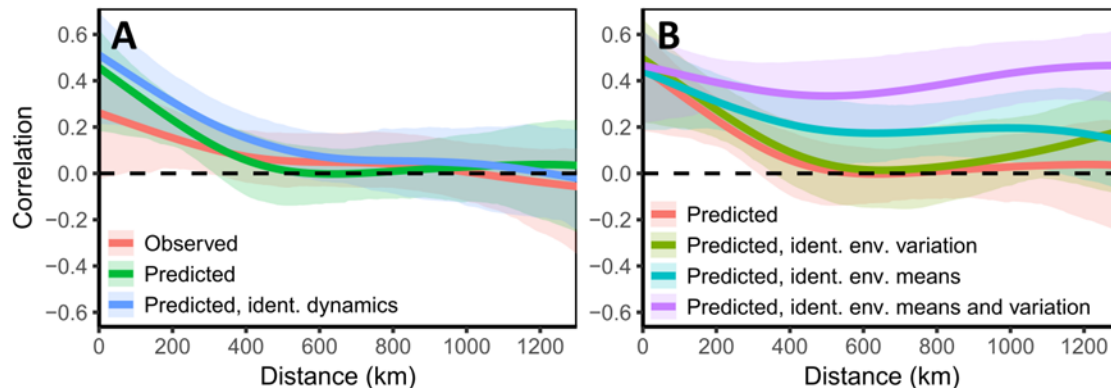 A
B
Correlation
0.6
0.4
0.2
0.0
−0.2
−0.4
−0.6
Observed
Predicted
Predicted, ident. dynamics
0 200 400 600 800 1000 1200
Distance (km)
0.6
0.4
0.2
0.0
−0.2
−0.4
−0.6
Predicted
Predicted, ident. env. variation
Predicted, ident. env. means
Predicted, ident. env. means and variation
0 200 400 600 800 1000 1200
Distance (km)